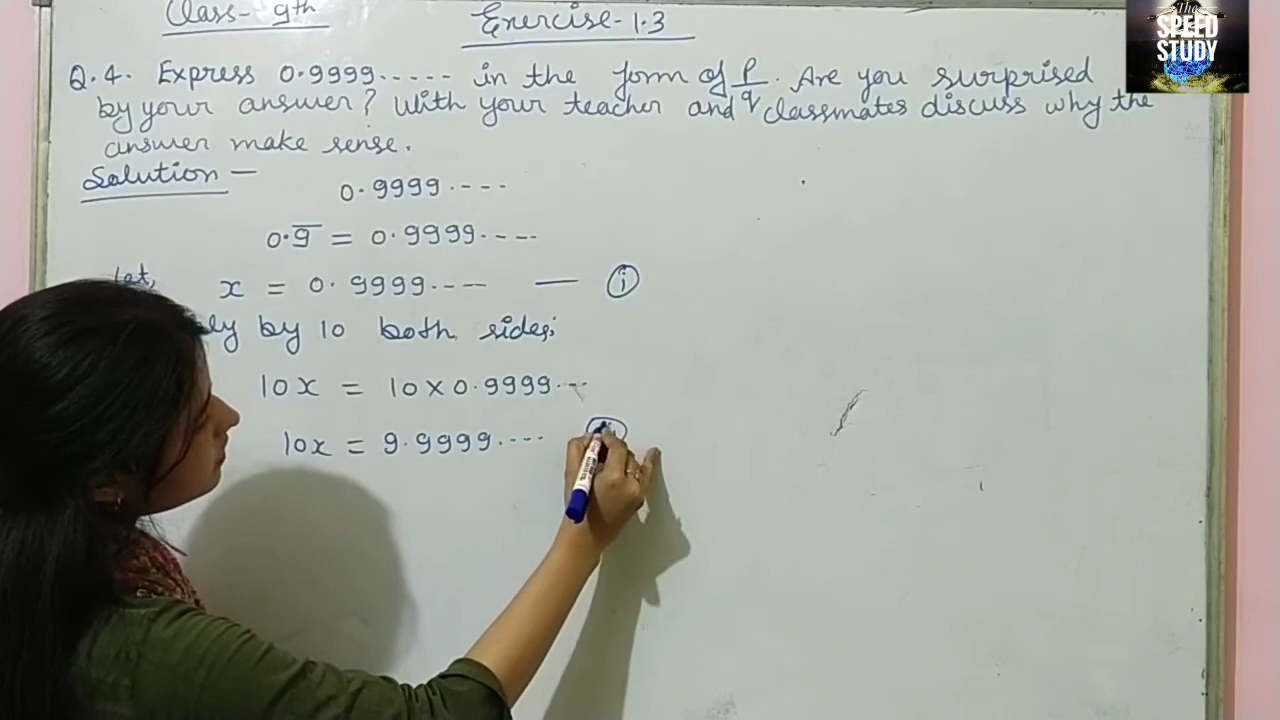 Class- 9th
Exercise-1.3
The
SPEED
STUDY
Q.4. Express 0.9999..... in the form of p/q. Are you surprised
by your answer? With your teacher and classmates discuss why the
answer make sense.
Solution —
0.9999.----
0.9̅ = 0.9999.----
let,
x = 0.9999.---- — (i)
by 10 both sides;
10x = 10×0.9999.--
10x = 9.9999.----